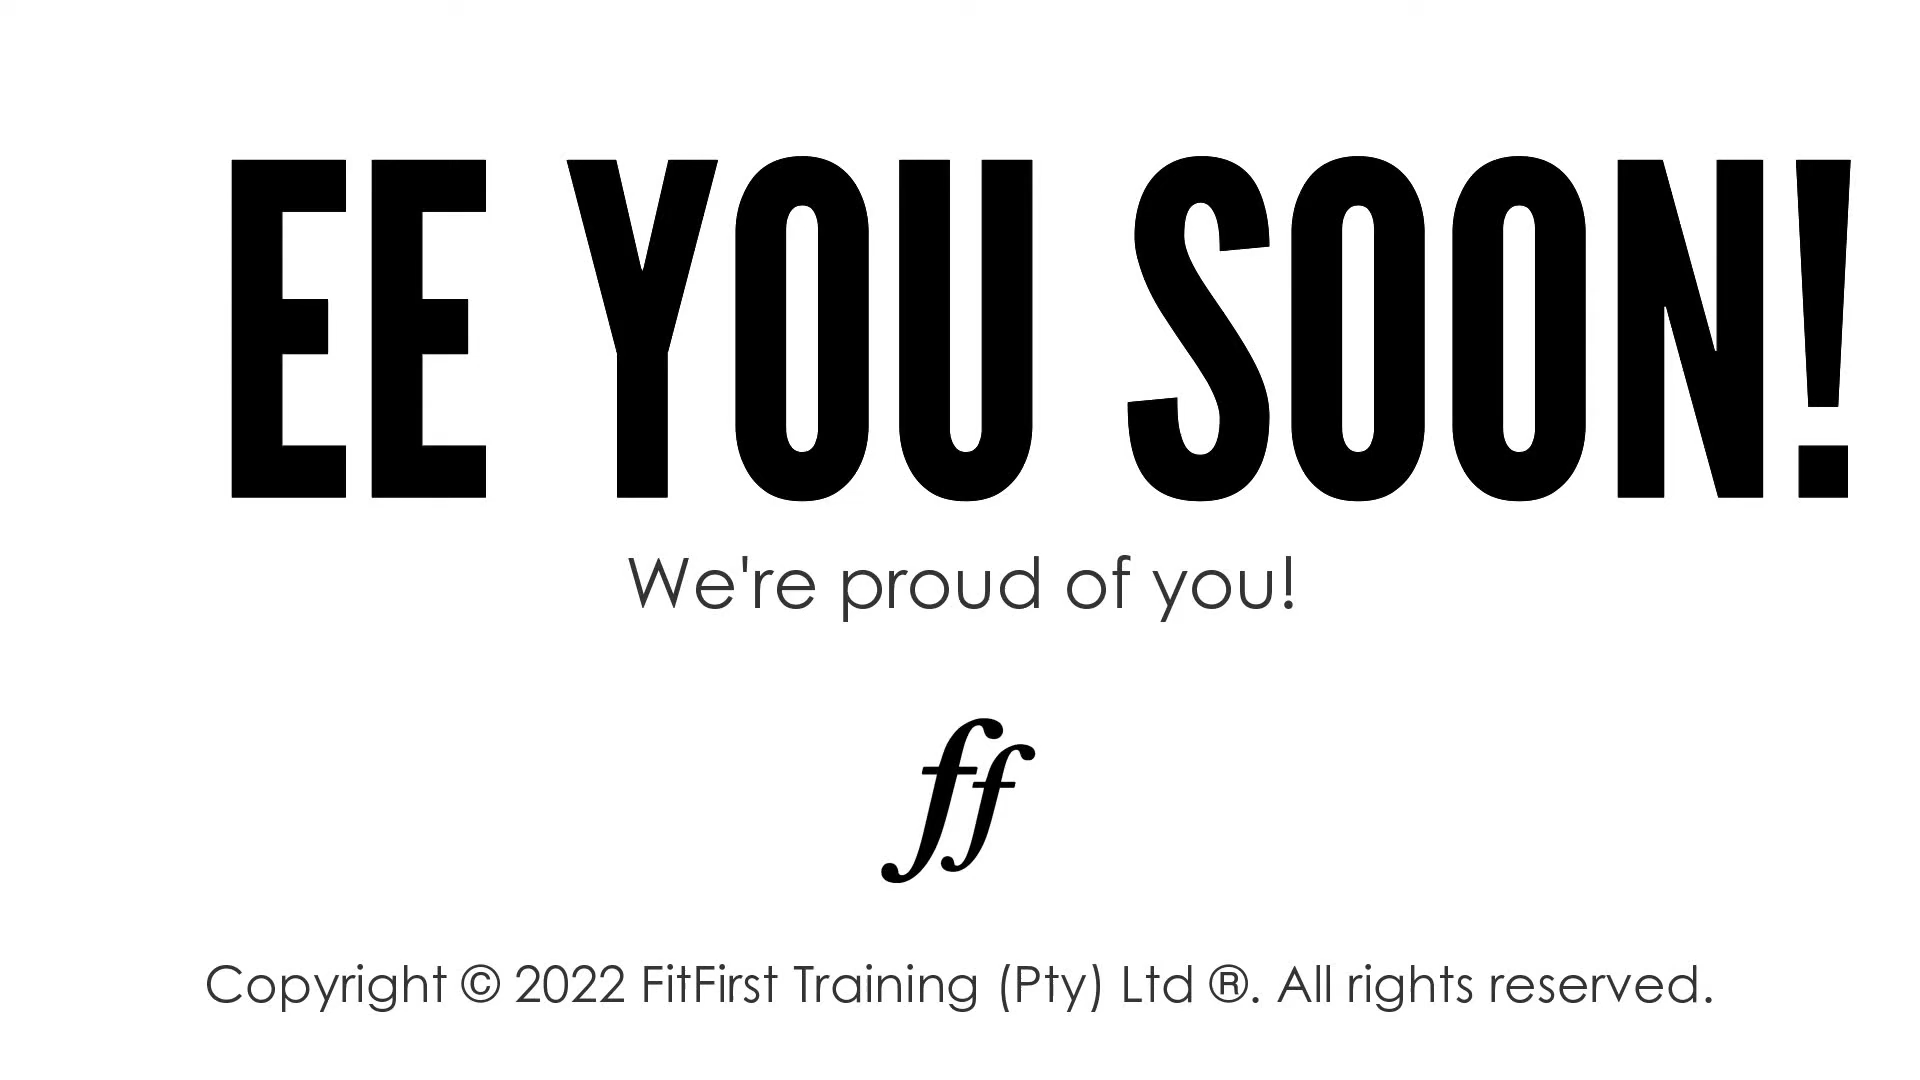 EE YOU SOON!
We're proud of you!
ff
Copyright © 2022 FitFirst Training (Pty) Ltd ®. All rights reserved.